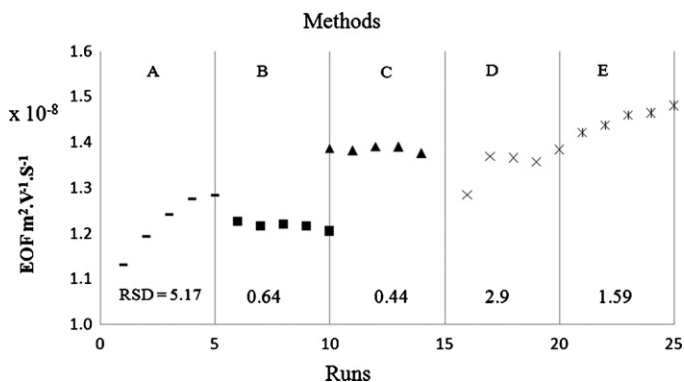 Methods
1.6
A B C D E
x 10-8
1.5
1.4
1.3
1.2
1.1
1.0
EOF m².V-1.S-1
RSD = 5.17 0.64 0.44 2.9 1.59
0 5 10 15 20 25
Runs